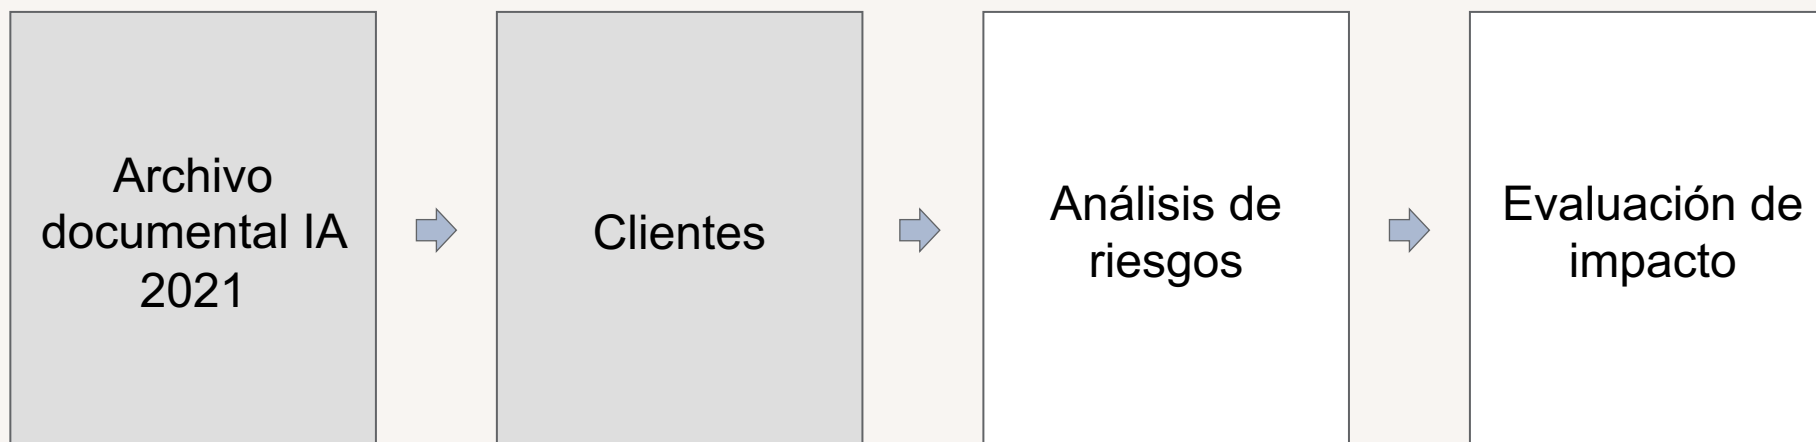 Archivo
documental IA
2021
Clientes
Análisis de
riesgos
Evaluación de
impacto